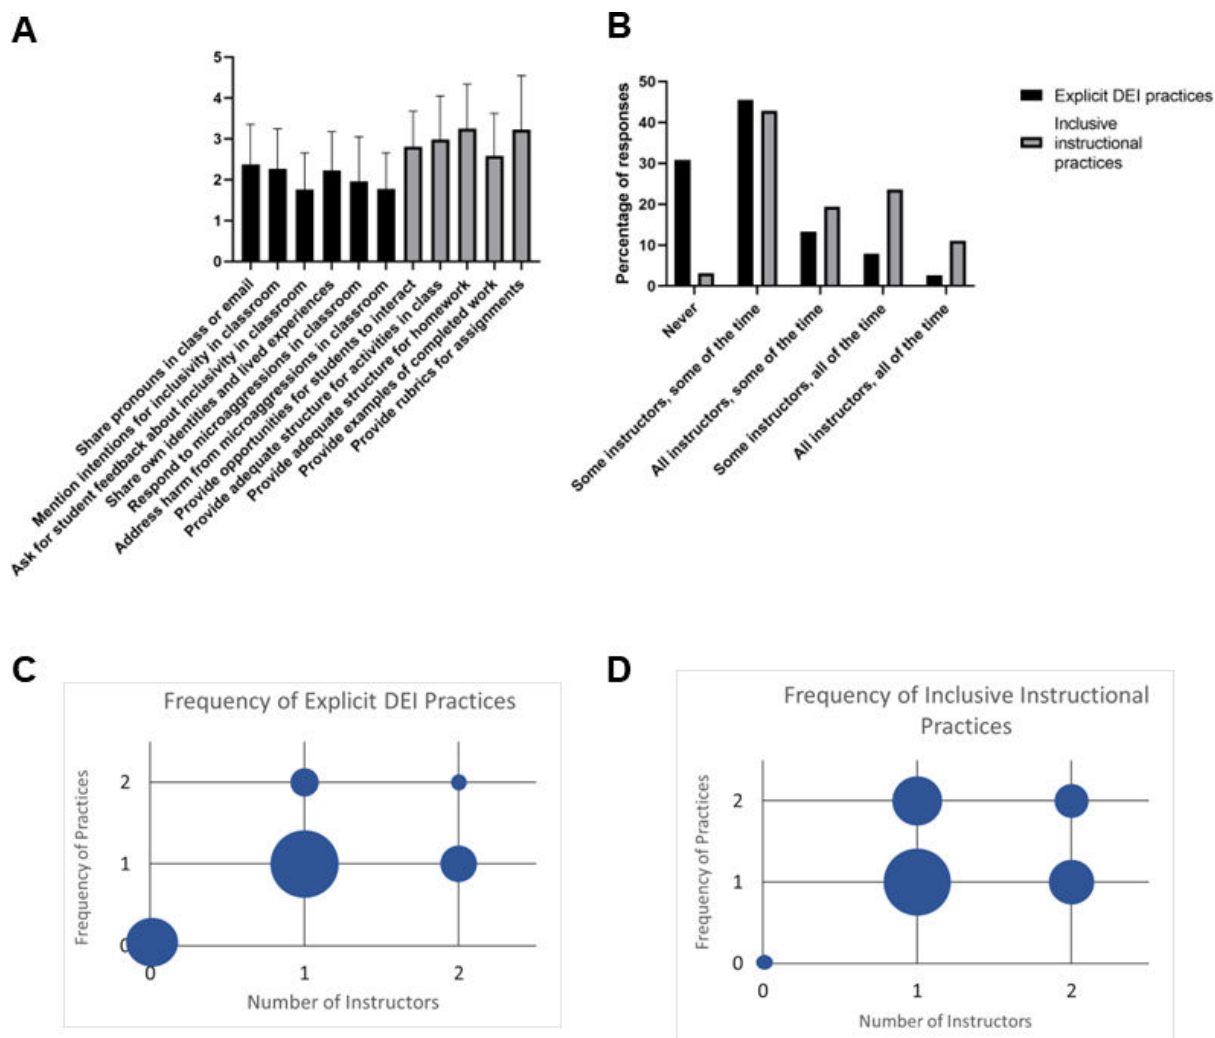 A
5
4
3
2
1
0
Share pronouns in class or email
Mention intentions for inclusivity in classroom
Ask for student feedback about inclusivity in classroom
Share own identities and lived experiences
Respond to microaggressions in classroom
Address harm from microaggressions in classroom
Provide opportunities for students to interact
Provide adequate structure for activities in class
Provide adequate structure for homework
Provide examples of completed work
Provide rubrics for assignments
B
Percentage of responses
50
40
30
20
10
0
Never
Some instructors, some of the time
All instructors, some of the time
Some instructors, all of the time
All instructors, all of the time
Explicit DEI practices
Inclusive
instructional
practices
C
Frequency of Explicit DEI Practices
Frequency of Practices
2
1
0
0
1
2
Number of Instructors
D
Frequency of Inclusive Instructional
Practices
Frequency of Practices
2
1
0
0
1
2
Number of Instructors